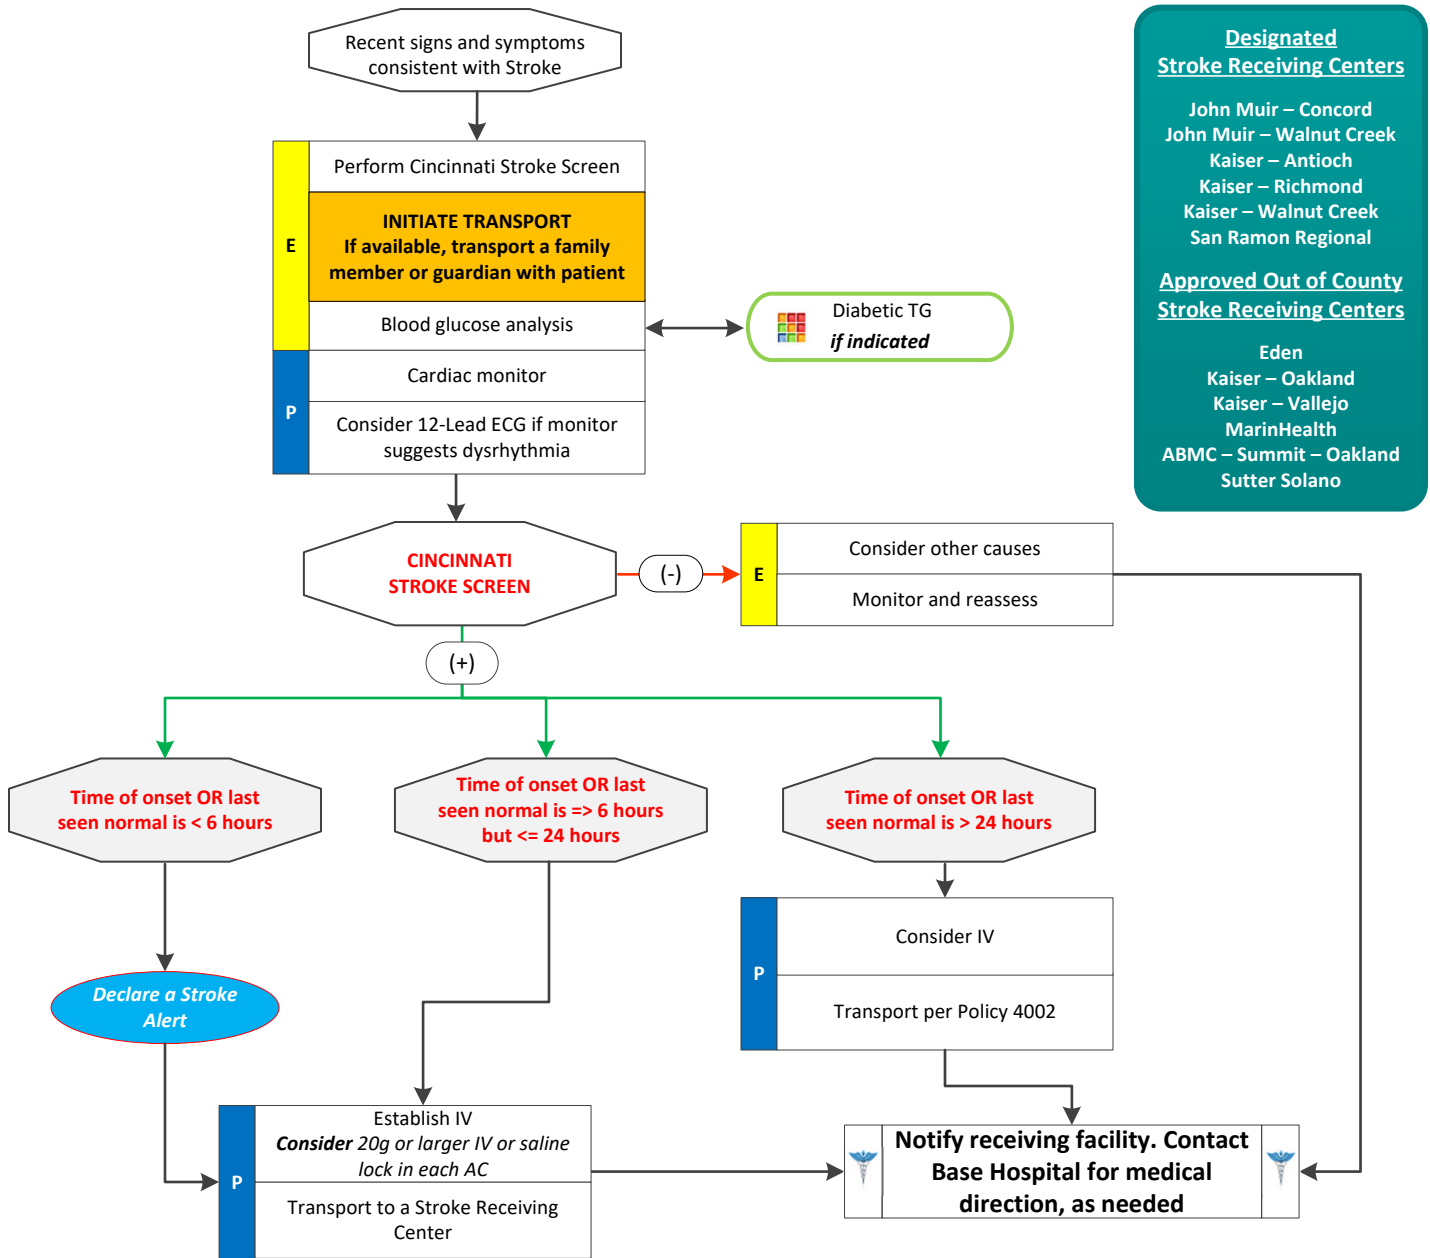 Recent signs and symptoms
consistent with Stroke
Designated
Stroke Receiving Centers
John Muir – Concord
John Muir – Walnut Creek
Kaiser – Antioch
Kaiser – Richmond
Kaiser – Walnut Creek
San Ramon Regional
Approved Out of County
Stroke Receiving Centers
Eden
Kaiser – Oakland
Kaiser – Vallejo
MarinHealth
ABMC – Summit – Oakland
Sutter Solano
E
Perform Cincinnati Stroke Screen
INITIATE TRANSPORT
If available, transport a family
member or guardian with patient
Blood glucose analysis
Diabetic TG
if indicated
P
Cardiac monitor
Consider 12-Lead ECG if monitor
suggests dysrhythmia
CINCINNATI
STROKE SCREEN
(-)
E
Consider other causes
Monitor and reassess
(+)
Time of onset OR last
seen normal is < 6 hours
Time of onset OR last
seen normal is => 6 hours
but <= 24 hours
Time of onset OR last
seen normal is > 24 hours
Declare a Stroke
Alert
P
Consider IV
Transport per Policy 4002
P
Establish IV
Consider 20g or larger IV or saline
lock in each AC
Transport to a Stroke Receiving
Center
Notify receiving facility. Contact
Base Hospital for medical
direction, as needed